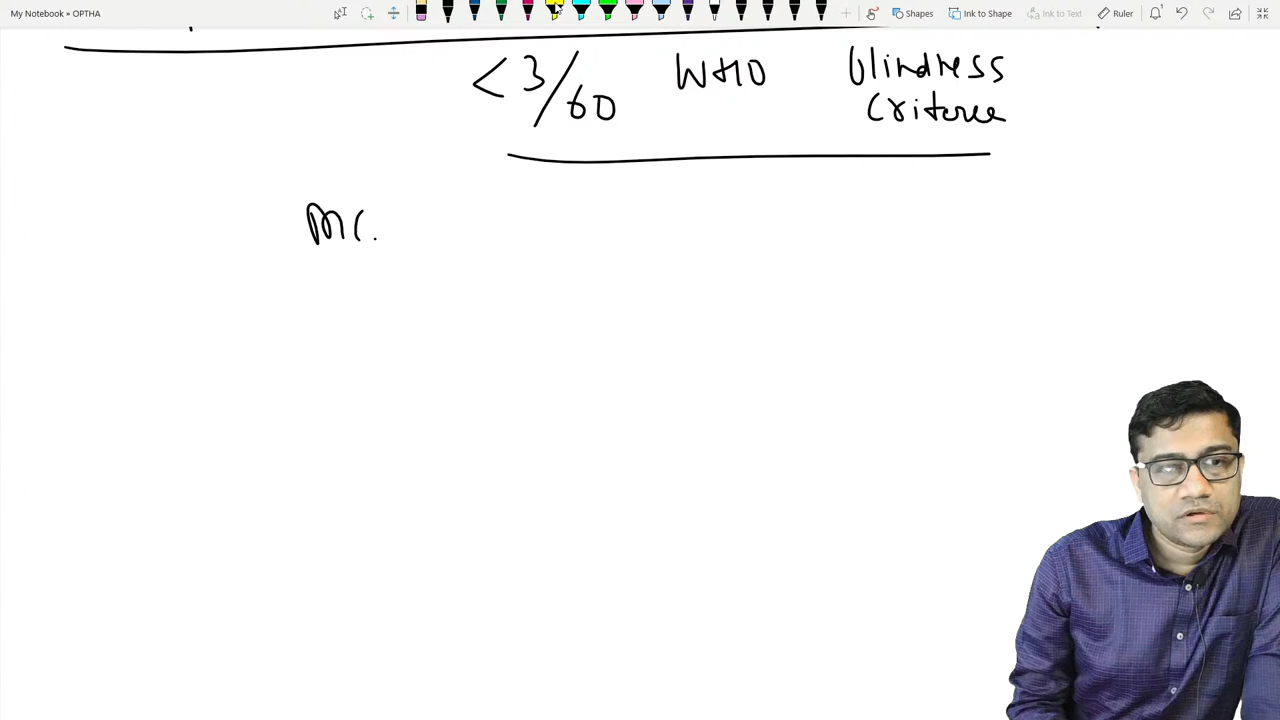 My Notebook » OPTHA
Shapes
Ink to Shape
Ink to Text
Ruler
< 3/60 WHO blindness
Criteria
MC.